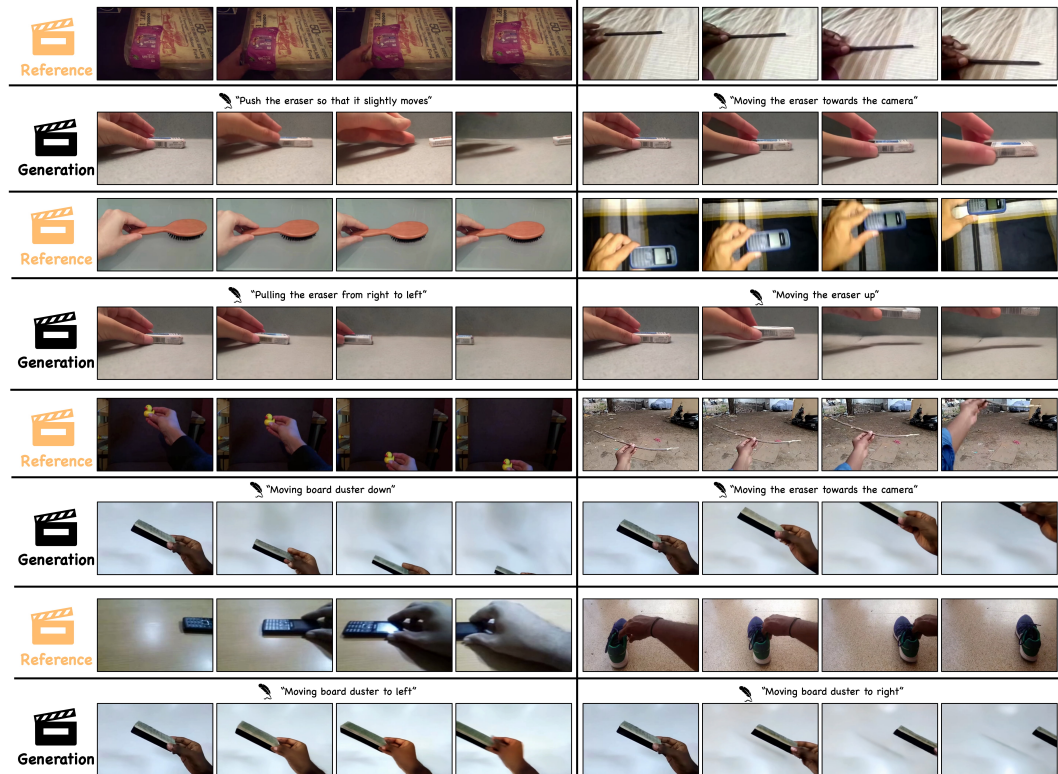 Reference
"Push the eraser so that it slightly moves"
"Moving the eraser towards the camera"
Generation
Reference
"Pulling the eraser from right to left"
"Moving the eraser up"
Generation
Reference
"Moving board duster down"
"Moving the eraser towards the camera"
Generation
Reference
"Moving board duster to left"
"Moving board duster to right"
Generation